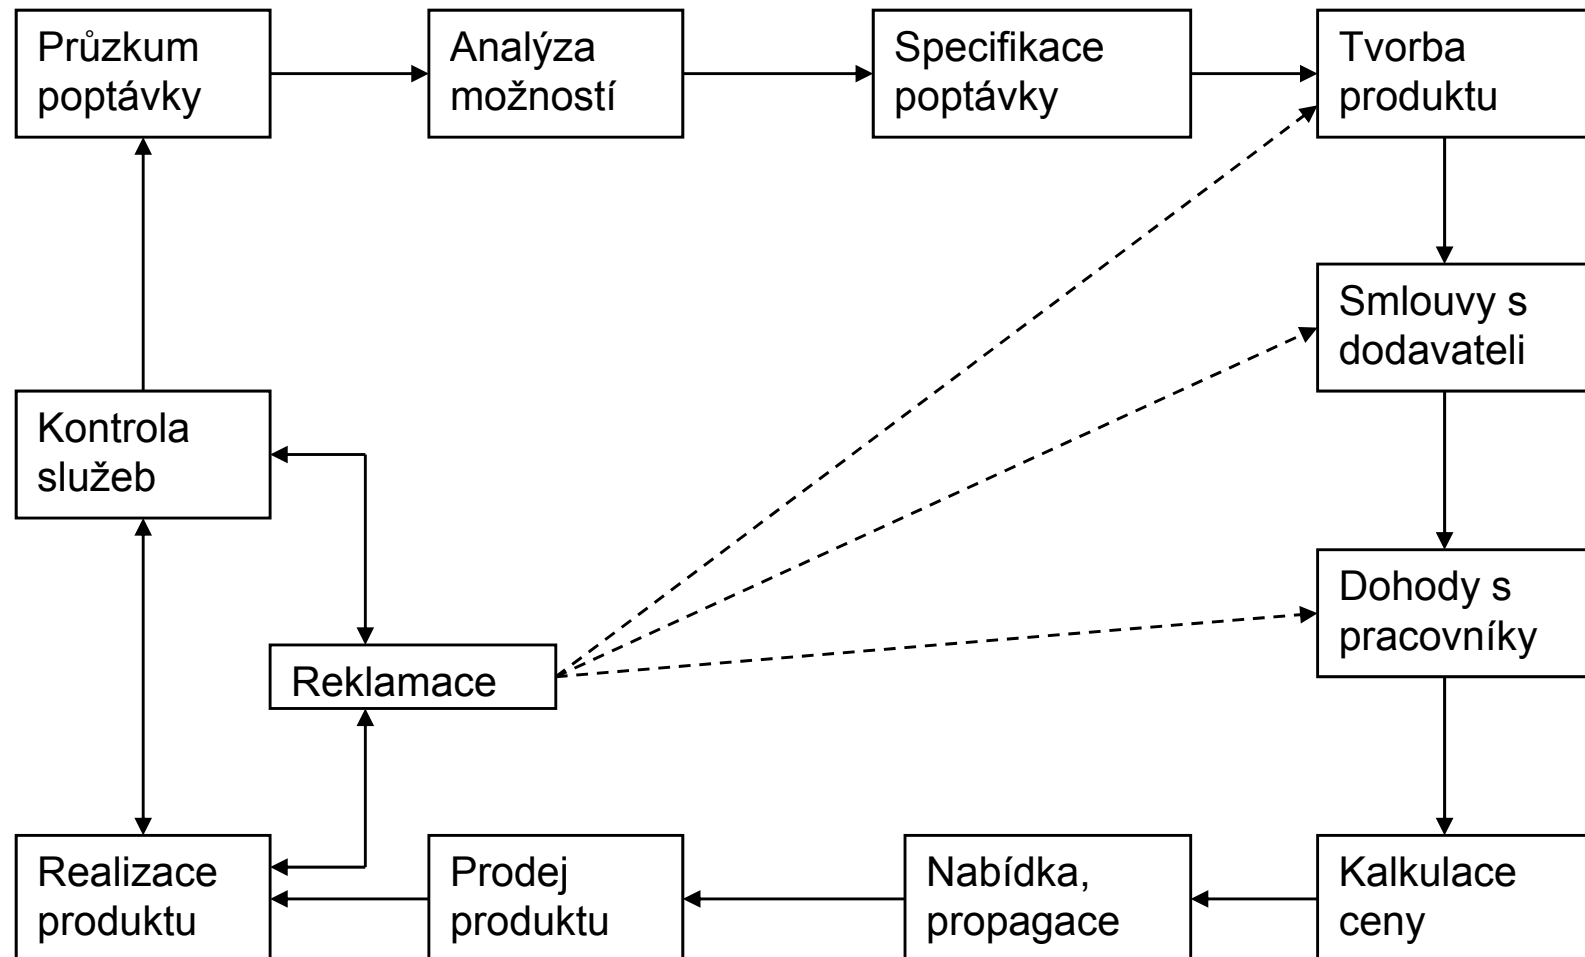 Průzkum
poptávky
Analýza
možností
Specifikace
poptávky
Tvorba
produktu
Smlouvy s
dodavateli
Kontrola
služeb
Dohody s
pracovníky
Reklamace
Realizace
produktu
Prodej
produktu
Nabídka,
propagace
Kalkulace
ceny